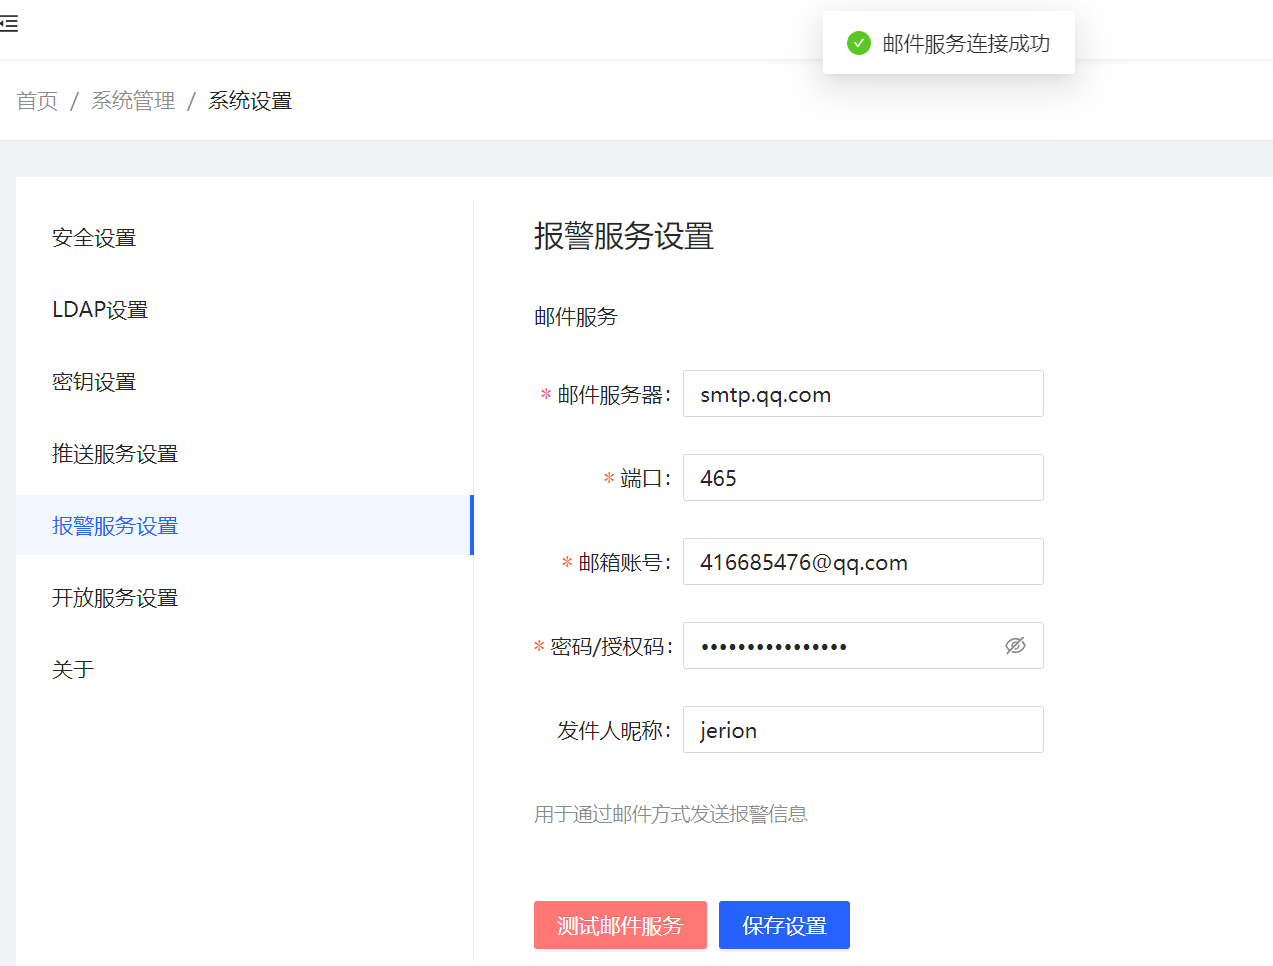 邮件服务连接成功
首页 / 系统管理 / 系统设置
安全设置
LDAP设置
密钥设置
推送服务设置
报警服务设置
开放服务设置
关于
报警服务设置
邮件服务
* 邮件服务器: smtp.qq.com
* 端口: 465
* 邮箱账号: 416685476@qq.com
* 密码/授权码: ••••••••••••••••
发件人昵称: jerion
用于通过邮件方式发送报警信息
测试邮件服务 保存设置